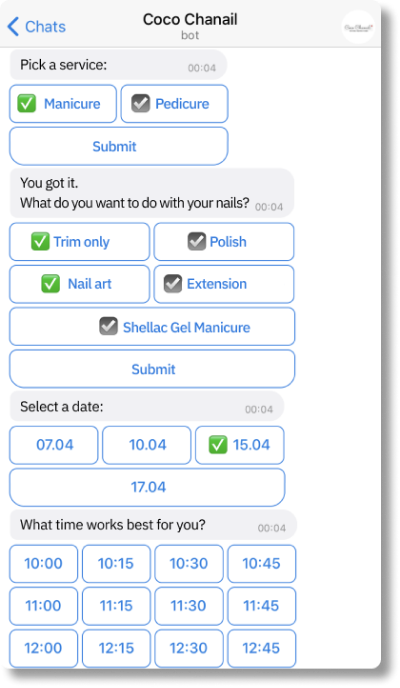 Chats
Coco Chanail
bot
Pick a service: 00:04
Manicure Pedicure
Submit
You got it.
What do you want to do with your nails? 00:04
Trim only Polish
Nail art Extension
Shellac Gel Manicure
Submit
Select a date: 00:04
07.04 10.04 15.04
17.04
What time works best for you? 00:04
10:00 10:15 10:30 10:45
11:00 11:15 11:30 11:45
12:00 12:15 12:30 12:45